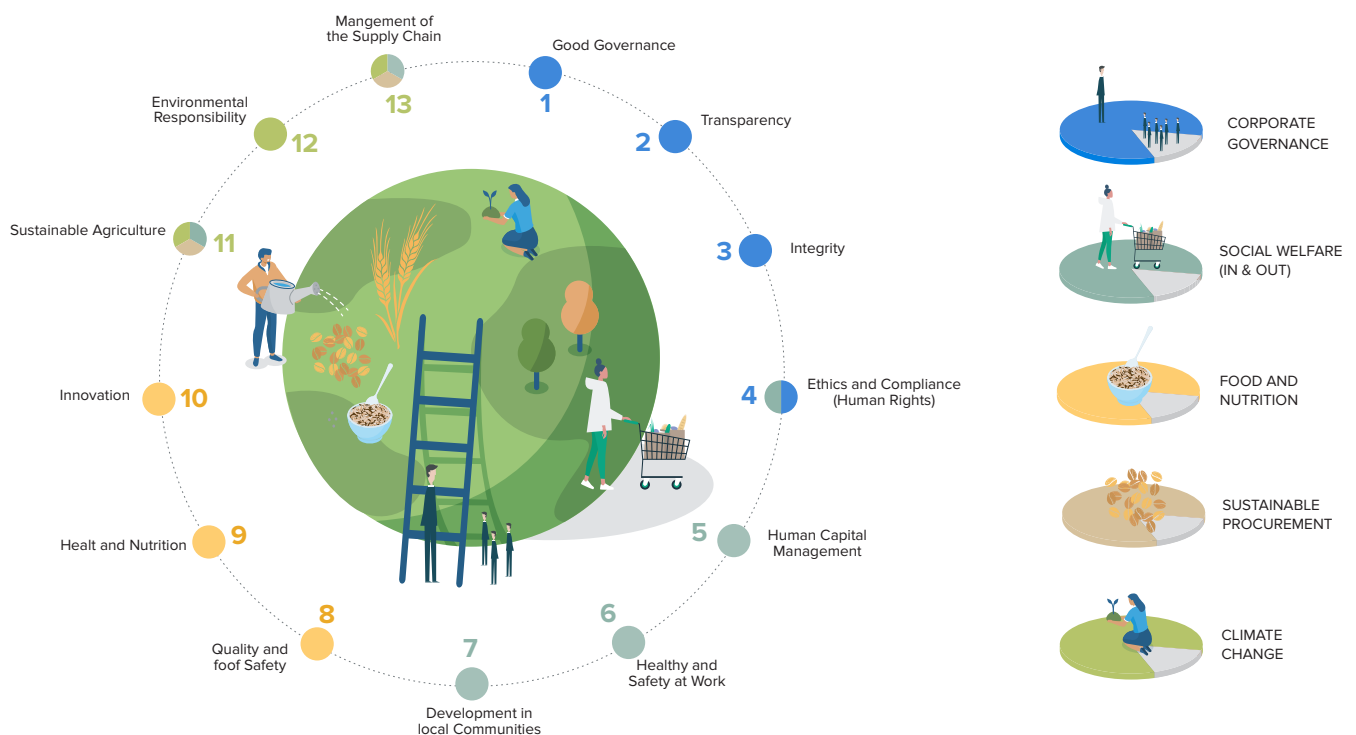 Mangement of
the Supply Chain
13
Good Governance
1
Transparency
2
Integrity
3
Ethics and Compliance
(Human Rights)
4
Human Capital
Management
5
Healthy and
Safety at Work
6
Development in
local Communities
7
Quality and
foof Safety
8
Healt and Nutrition
9
Innovation
10
Sustainable Agriculture
11
Environmental
Responsibility
12
CORPORATE
GOVERNANCE
SOCIAL WELFARE
(IN & OUT)
FOOD AND
NUTRITION
SUSTAINABLE
PROCUREMENT
CLIMATE
CHANGE